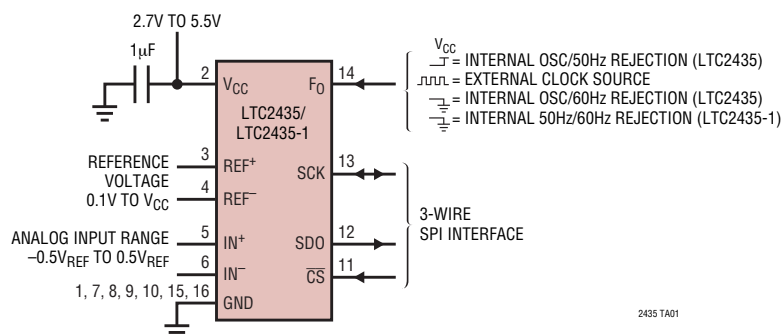 2.7V TO 5.5V
1µF
2
VCC
FO
14
VCC
= INTERNAL OSC/50Hz REJECTION (LTC2435)
= EXTERNAL CLOCK SOURCE
= INTERNAL OSC/60Hz REJECTION (LTC2435)
= INTERNAL 50Hz/60Hz REJECTION (LTC2435-1)
LTC2435/
LTC2435-1
REFERENCE
VOLTAGE
0.1V TO VCC
3
REF+
4
REF−
SCK
13
3-WIRE
SPI INTERFACE
ANALOG INPUT RANGE
−0.5VREF TO 0.5VREF
5
IN+
6
IN−
SDO
12
CS
11
1, 7, 8, 9, 10, 15, 16
GND
2435 TA01